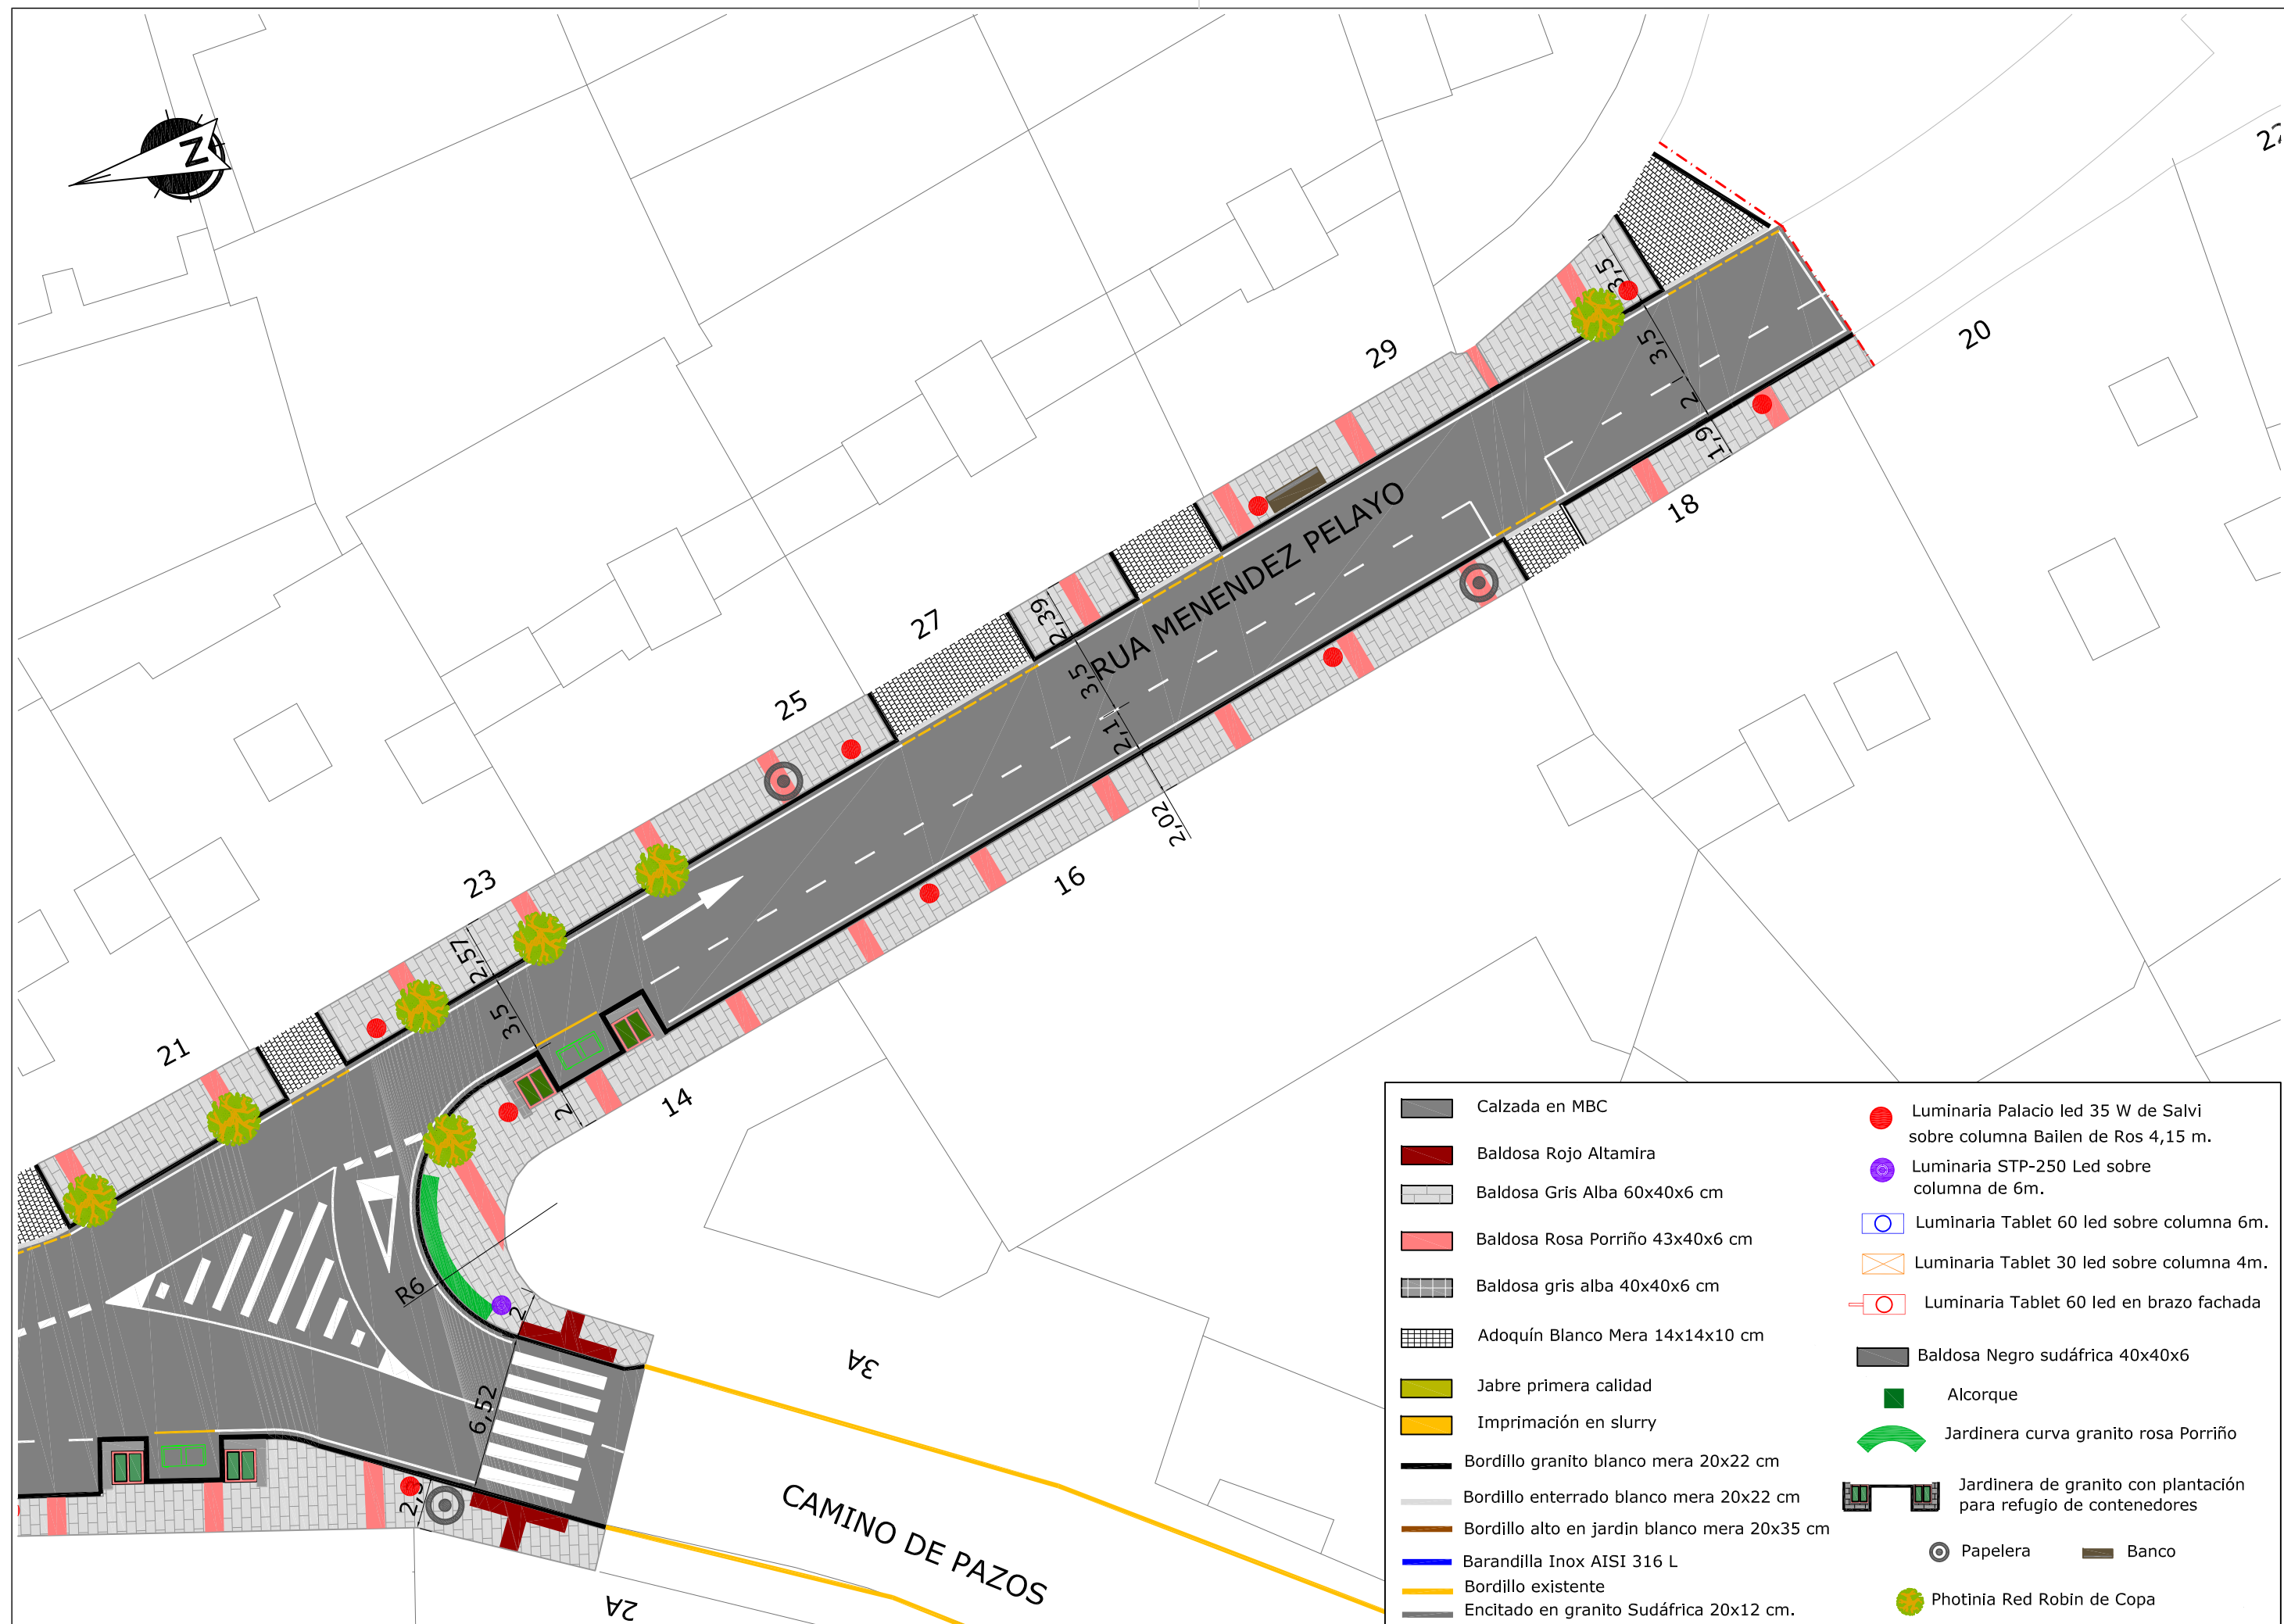 N
22
20
3,5
3,5
2
1,9
29
18
RUA MENENDEZ PELAYO
27
2,39
3,5
2,1
2,02
25
16
23
2,57
3,5
2
14
21
R6
2
6,52
2,5
3A
CAMINO DE PAZOS
2A
Calzada en MBC
Baldosa Rojo Altamira
Baldosa Gris Alba 60x40x6 cm
Baldosa Rosa Porriño 43x40x6 cm
Baldosa gris alba 40x40x6 cm
Adoquín Blanco Mera 14x14x10 cm
Jabre primera calidad
Imprimación en slurry
Bordillo granito blanco mera 20x22 cm
Bordillo enterrado blanco mera 20x22 cm
Bordillo alto en jardin blanco mera 20x35 cm
Barandilla Inox AISI 316 L
Bordillo existente
Encitado en granito Sudáfrica 20x12 cm.
Luminaria Palacio led 35 W de Salvi
sobre columna Bailen de Ros 4,15 m.
Luminaria STP-250 Led sobre
columna de 6m.
Luminaria Tablet 60 led sobre columna 6m.
Luminaria Tablet 30 led sobre columna 4m.
Luminaria Tablet 60 led en brazo fachada
Baldosa Negro sudáfrica 40x40x6
Alcorque
Jardinera curva granito rosa Porriño
Jardinera de granito con plantación
para refugio de contenedores
Papelera
Banco
Photinia Red Robin de Copa